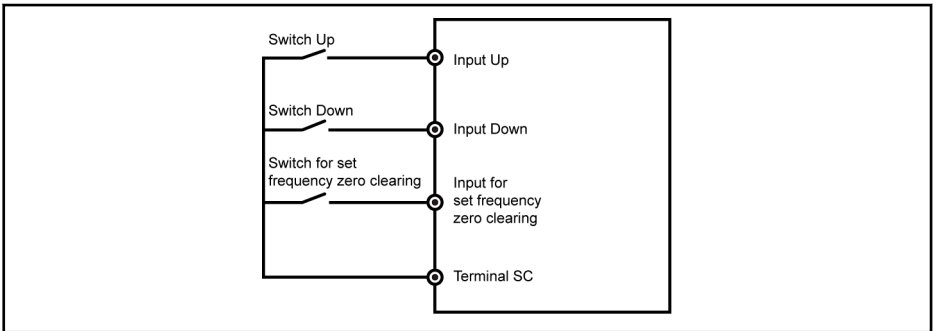 Switch Up
Input Up
Switch Down
Input Down
Switch for set
frequency zero clearing
Input for
set frequency
zero clearing
Terminal SC